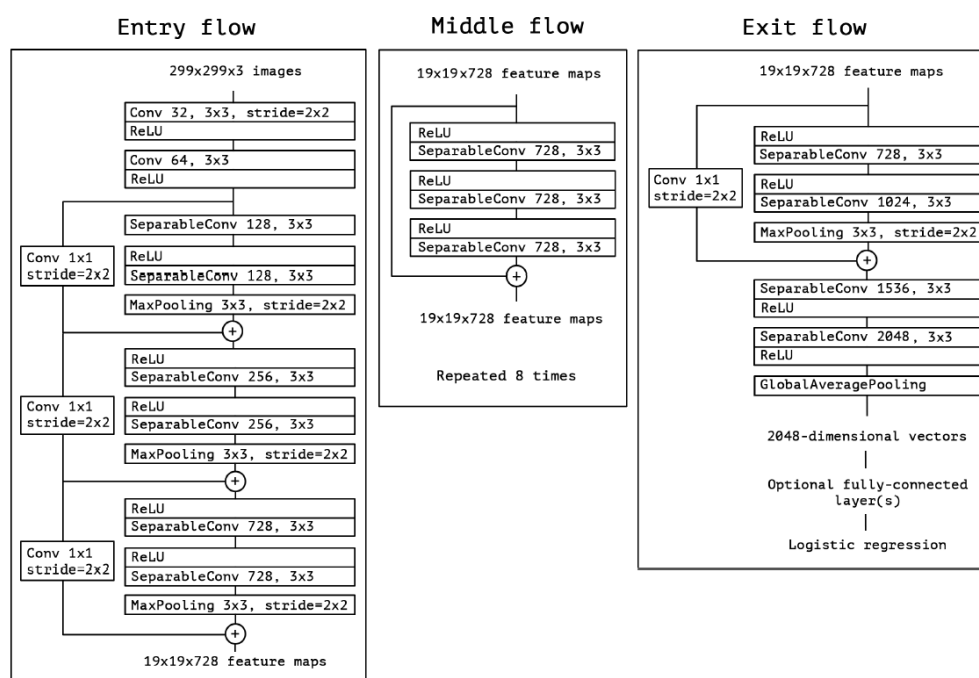 Entry flow
299x299x3 images
Conv 32, 3x3, stride=2x2
ReLU
Conv 64, 3x3
ReLU
SeparableConv 128, 3x3
Conv 1x1
stride=2x2
ReLU
SeparableConv 128, 3x3
MaxPooling 3x3, stride=2x2
+
ReLU
SeparableConv 256, 3x3
Conv 1x1
stride=2x2
ReLU
SeparableConv 256, 3x3
MaxPooling 3x3, stride=2x2
+
ReLU
SeparableConv 728, 3x3
Conv 1x1
stride=2x2
ReLU
SeparableConv 728, 3x3
MaxPooling 3x3, stride=2x2
+
19x19x728 feature maps
Middle flow
19x19x728 feature maps
ReLU
SeparableConv 728, 3x3
ReLU
SeparableConv 728, 3x3
ReLU
SeparableConv 728, 3x3
+
19x19x728 feature maps
Repeated 8 times
Exit flow
19x19x728 feature maps
ReLU
SeparableConv 728, 3x3
Conv 1x1
stride=2x2
ReLU
SeparableConv 1024, 3x3
MaxPooling 3x3, stride=2x2
+
SeparableConv 1536, 3x3
ReLU
SeparableConv 2048, 3x3
ReLU
GlobalAveragePooling
2048-dimensional vectors
Optional fully-connected
layer(s)
Logistic regression